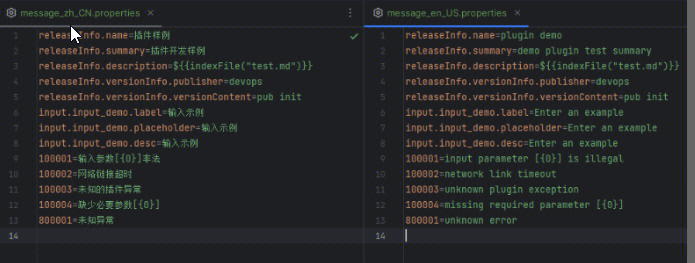 message_zh_CN.properties
1 releaseInfo.name=插件样例
2 releaseInfo.summary=插件开发样例
3 releaseInfo.description=${{indexFile("test.md")}}
4 releaseInfo.versionInfo.publisher=devops
5 releaseInfo.versionInfo.versionContent=pub init
6 input.input_demo.label=输入示例
7 input.input_demo.placeholder=输入示例
8 input.input_demo.desc=输入示例
9 100001=输入参数[{0}]非法
10 100002=网络链接超时
11 100003=未知的插件异常
12 100004=缺少必要参数[{0}]
13 800001=未知异常
14
message_en_US.properties
1 releaseInfo.name=plugin demo
2 releaseInfo.summary=demo plugin test summary
3 releaseInfo.description=${{indexFile("test.md")}}
4 releaseInfo.versionInfo.publisher=devops
5 releaseInfo.versionInfo.versionContent=pub init
6 input.input_demo.label=Enter an example
7 input.input_demo.placeholder=Enter an example
8 input.input_demo.desc=Enter an example
9 100001=input parameter [{0}] is illegal
10 100002=network link timeout
11 100003=unknown plugin exception
12 100004=missing required parameter [{0}]
13 800001=unknown error
14